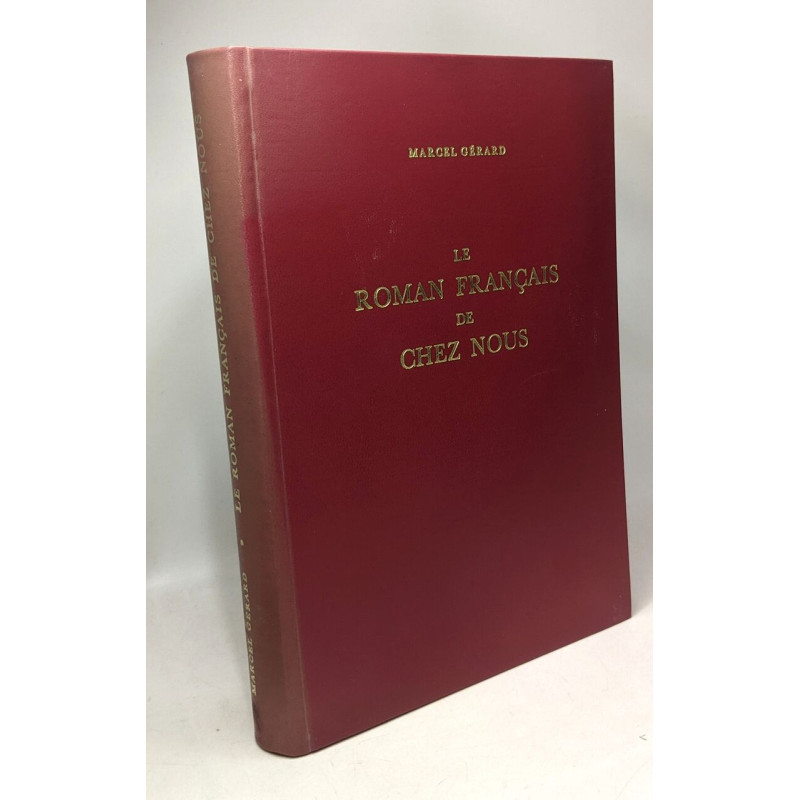 MARCEL GÉRARD
LE
ROMAN FRANÇAIS
DE
CHEZ NOUS
MARCEL GÉRARD * LE ROMAN FRANÇAIS DE CHEZ NOUS